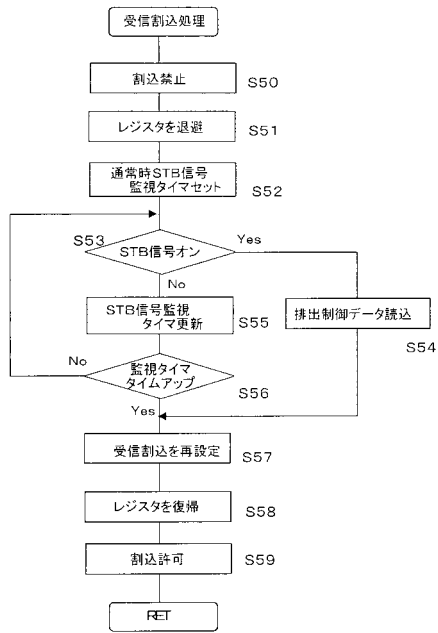 受信割込処理
割込禁止
S50
レジスタを退避
S51
通常時STB信号
監視タイマセット
S52
S53
STB信号オン
Yes
No
STB信号監視
タイマ更新
S55
排出制御データ読込
S54
No
監視タイマ
タイムアップ
S56
Yes
受信割込を再設定
S57
レジスタを復帰
S58
割込許可
S59
RET